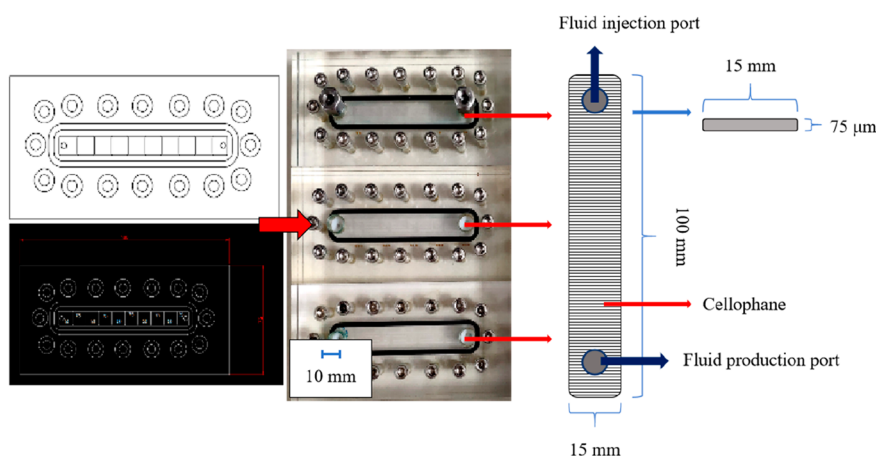 Fluid injection port
15 mm
75 µm
100 mm
Cellophane
Fluid production port
10 mm
15 mm